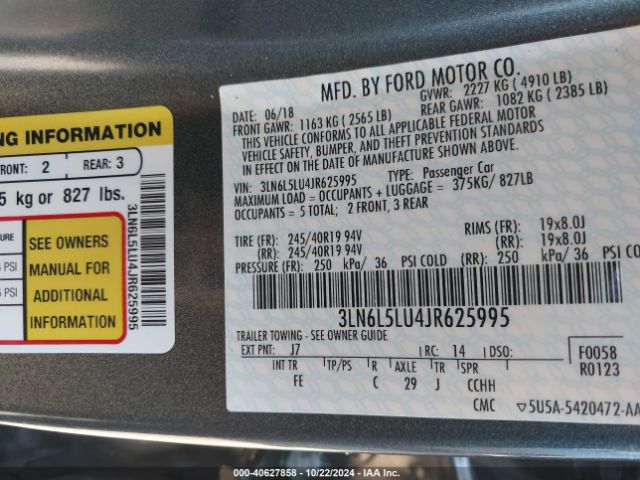 NG INFORMATION
FRONT: 2 REAR: 3
5 kg or 827 lbs.
SEE OWNERS
MANUAL FOR
ADDITIONAL
INFORMATION
PSI
PSI
3LN6L5LU4JR625995
MFD. BY FORD MOTOR CO.
DATE: 06/18 GVWR: 2227 KG ( 4910 LB)
FRONT GAWR: 1163 KG ( 2565 LB) REAR GAWR: 1082 KG ( 2385 LB)
THIS VEHICLE CONFORMS TO ALL APPLICABLE FEDERAL MOTOR
VEHICLE SAFETY, BUMPER, AND THEFT PREVENTION STANDARDS
IN EFFECT ON THE DATE OF MANUFACTURE SHOWN ABOVE.
VIN: 3LN6L5LU4JR625995 TYPE: Passenger Car
MAXIMUM LOAD = OCCUPANTS + LUGGAGE = 375KG/ 827LB
OCCUPANTS = 5 TOTAL; 2 FRONT, 3 REAR
TIRE (FR): 245/40R19 94V RIMS (FR): 19x8.0J
(RR): 245/40R19 94V (RR): 19x8.0J
PRESSURE (FR): 250 kPa/ 36 PSI COLD (RR): 250 kPa/ 36 PSI COLD
3LN6L5LU4JR625995
TRAILER TOWING - SEE OWNER GUIDE
EXT PNT: J7 RC: 14 DSO: F0058
INT TR TP/PS R AXLE TR SPR R0123
FE C 29 J CCHH
CMC ▽5U5A-5420472-AA
000-40627858 - 10/22/2024 - IAAI.COM